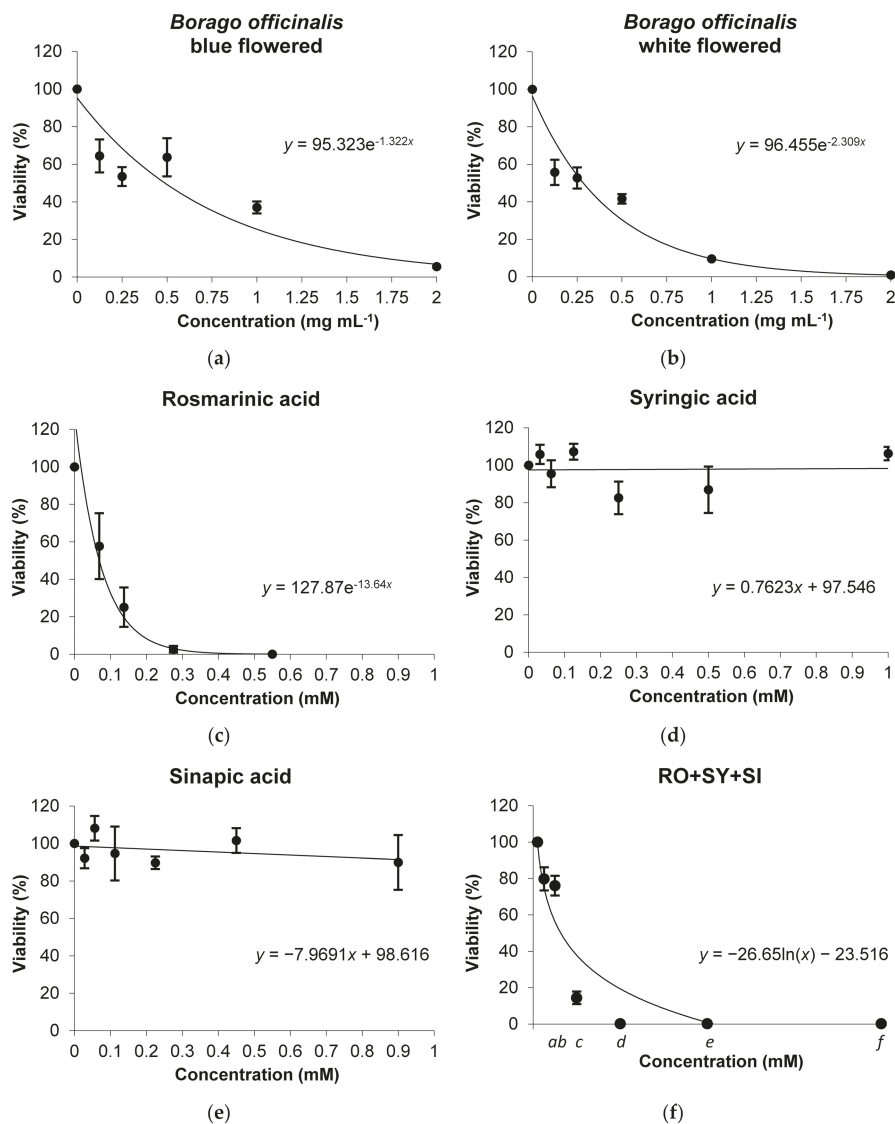 Borago officinalis
blue flowered
120
100
80
60
40
20
0
Viability (%)
y = 95.323e^-1.322x
0 0.25 0.5 0.75 1 1.25 1.25 1.75 2
Concentration (mg mL-1)
(a)
Borago officinalis
white flowered
120
100
80
60
40
20
0
Viability (%)
y = 96.455e^-2.309x
0 0.25 0.5 0.75 1 1.25 1.25 1.75 2
Concentration (mg mL-1)
(b)
Rosmarinic acid
120
100
80
60
40
20
0
Viability (%)
y = 127.87e^-13.64x
0 0.1 0.2 0.3 0.4 0.5 0.6 0.7 0.8 0.9 1
Concentration (mM)
(c)
Syringic acid
120
100
80
60
40
20
0
Viability (%)
y = 0.7623x + 97.546
0 0.1 0.2 0.3 0.4 0.5 0.6 0.7 0.8 0.9 1
Concentration (mM)
(d)
Sinapic acid
120
100
80
60
40
20
0
Viability (%)
y = −7.9691x + 98.616
0 0.1 0.2 0.3 0.4 0.5 0.6 0.7 0.8 0.9 1
Concentration (mM)
(e)
RO+SY+SI
120
100
80
60
40
20
0
Viability (%)
y = −26.65ln(x) − 23.516
ab c d e f
Concentration (mM)
(f)